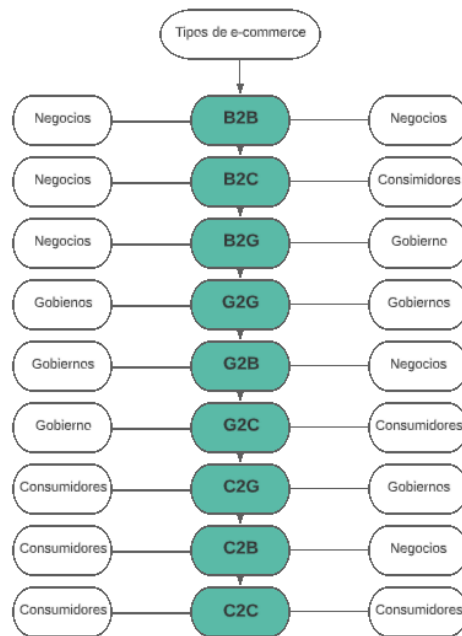 Tipos de e-commerce
Negocios B2B Negocios
Negocios B2C Consimidores
Negocios B2G Gobierno
Gobienos G2G Gobiernos
Gobiernos G2B Negocios
Gobierno G2C Consumidores
Consumidores C2G Gobiernos
Consumidores C2B Negocios
Consumidores C2C Consumidores